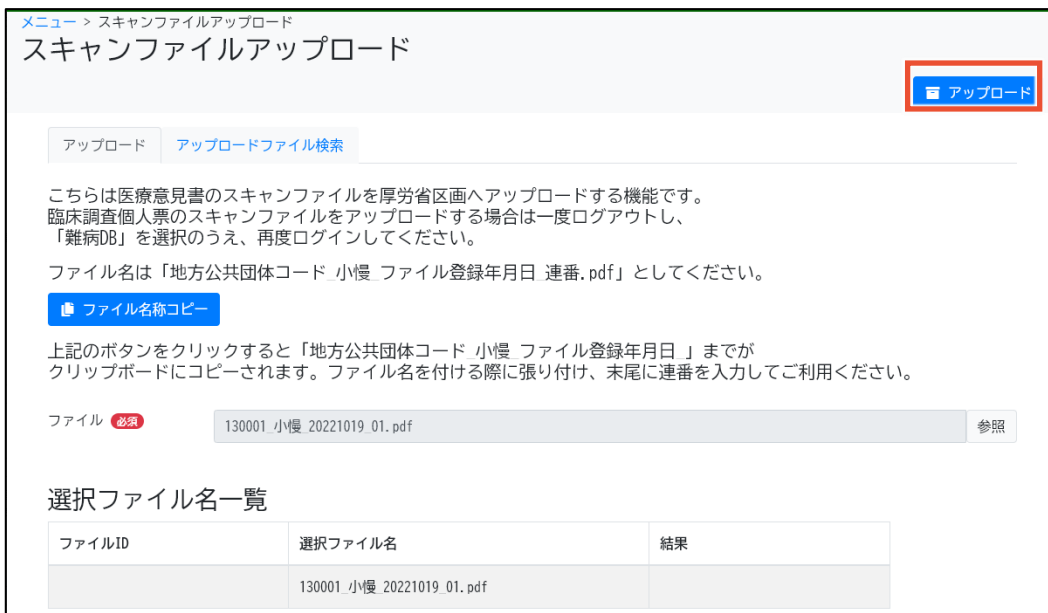 メニュー > スキャンファイルアップロード
スキャンファイルアップロード
アップロード
アップロード アップロードファイル検索
こちらは医療意見書のスキャンファイルを厚労省区画へアップロードする機能です。
臨床調査個人票のスキャンファイルをアップロードする場合は一度ログアウトし、
「難病DB」を選択のうえ、再度ログインしてください。
ファイル名は「地方公共団体コード_小慢_ファイル登録年月日_連番.pdf」としてください。
ファイル名称コピー
上記のボタンをクリックすると「地方公共団体コード_小慢_ファイル登録年月日_」までが
クリップボードにコピーされます。ファイル名を付ける際に張り付け、末尾に連番を入力してご利用ください。
ファイル 必須 130001_小慢_20221019_01.pdf 参照
選択ファイル名一覧
ファイルID 選択ファイル名 結果
130001_小慢_20221019_01.pdf